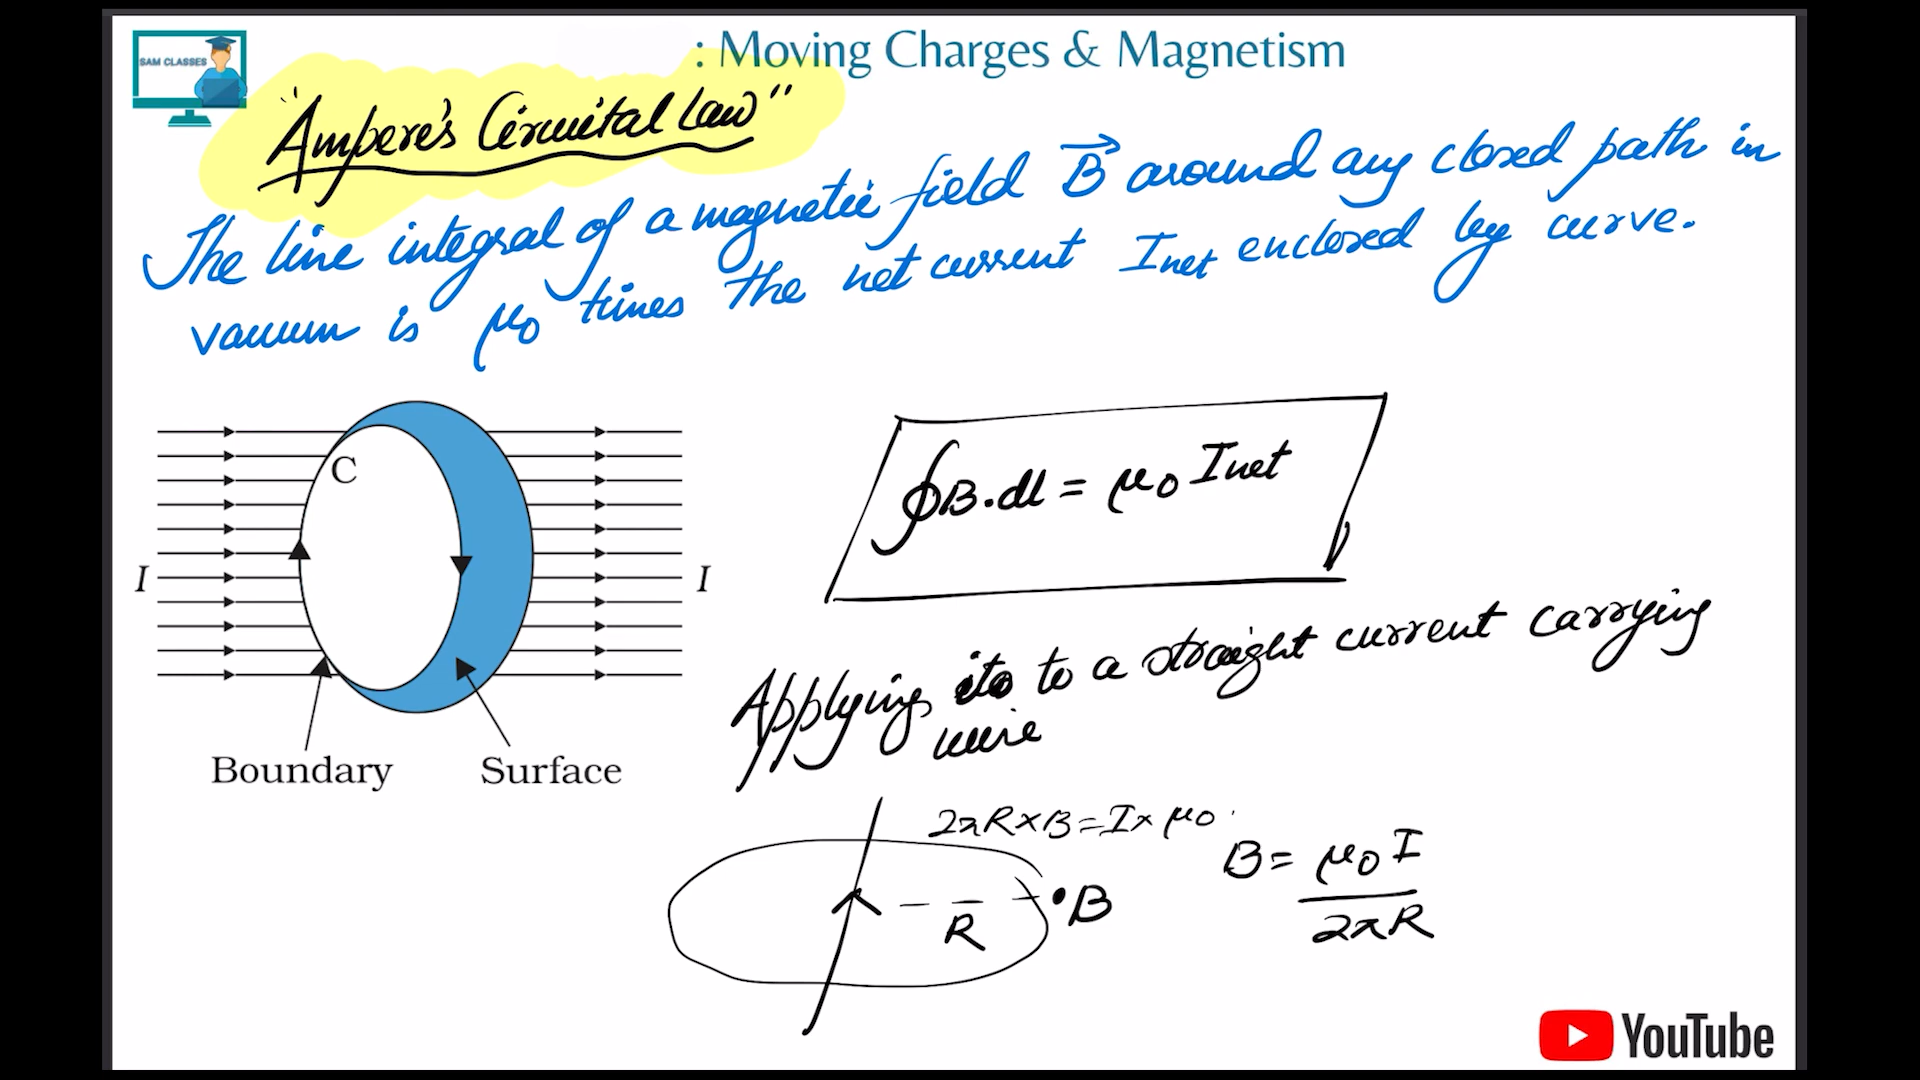 SAM CLASSES
: Moving Charges & Magnetism
"Ampere's Circuital Law"
The line integral of a magnetic field B⃗ around any closed path in
vacuum is μ₀ times the net current Inet enclosed by curve.
C
∮B.dl = μ₀ Inet
I
I
Applying to a straight current carrying
wire
Boundary
Surface
2πR×B=I×μ₀
B= μ₀I
2πR
R
B
YouTube